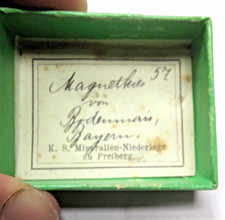 Magnetkies 57
von
Bodenmais,
Bayern.
K. S. Mineralien-Niederlage
zu Freiberg.